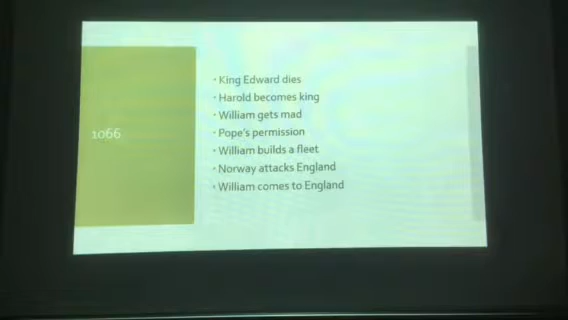 1066
· King Edward dies
· Harold becomes king
· William gets mad
· Pope's permission
· William builds a fleet
· Norway attacks England
· William comes to England